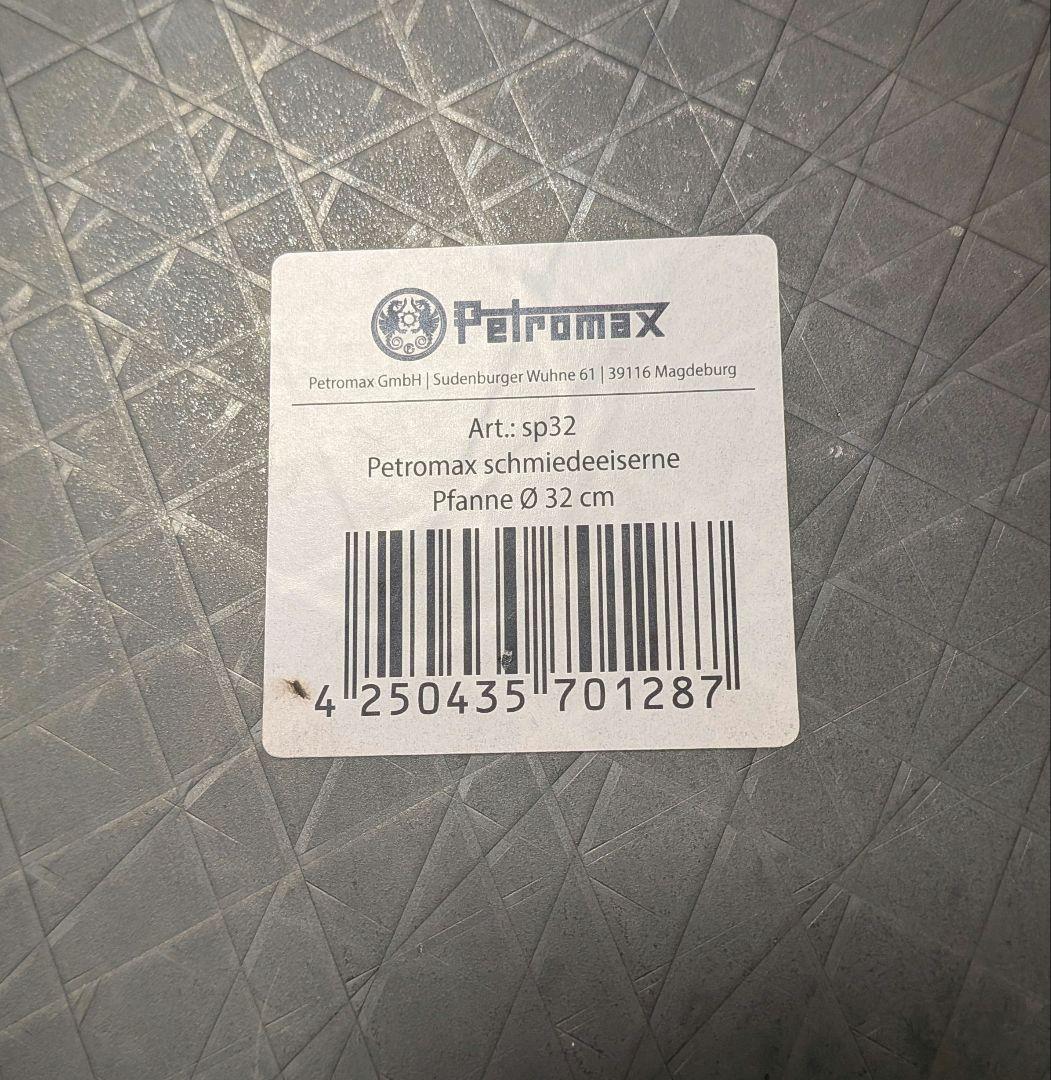 Petromax
Petromax GmbH | Sudenburger Wuhne 61 | 39116 Magdeburg
Art.: sp32
Petromax schmiedeeiserne
Pfanne Ø 32 cm
4 250435 701287